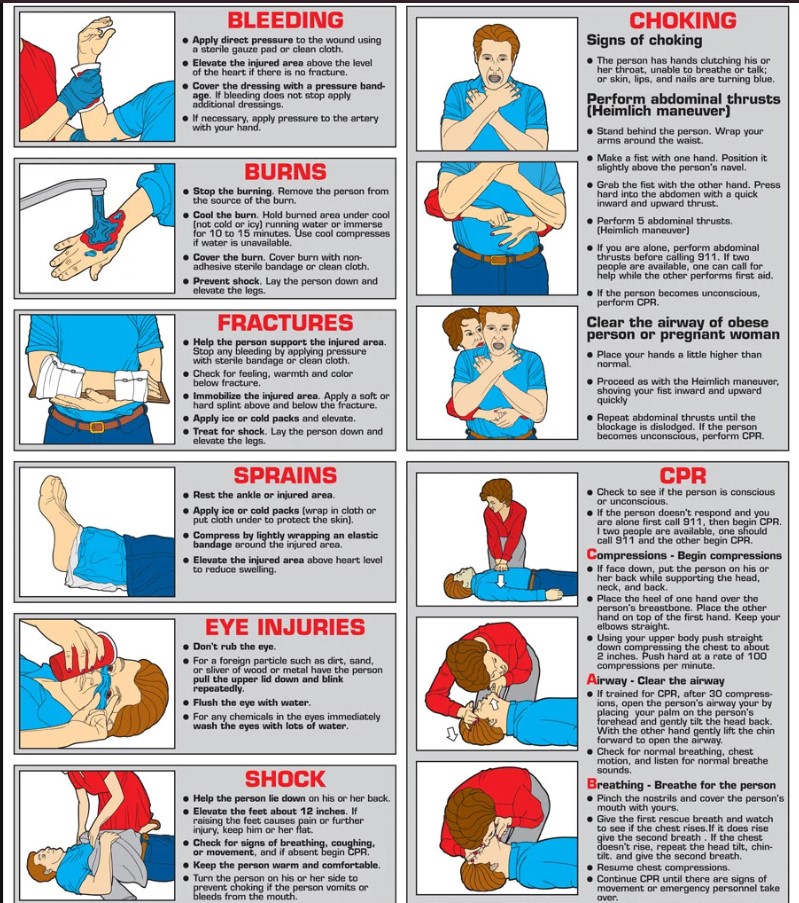 BLEEDING
● Apply direct pressure to the wound using
a sterile gauze pad or clean cloth.
● Elevate the injured area above the level
of the heart if there is no fracture.
● Cover the dressing with a pressure band-
age. If bleeding does not stop apply
additional dressings.
● If necessary, apply pressure to the artery
with your hand.
BURNS
● Stop the burning. Remove the person from
the source of the burn.
● Cool the burn. Hold burned area under cool
(not cold or icy) running water or immerse
for 10 to 15 minutes. Use cool compresses
if water is unavailable.
● Cover the burn. Cover burn with non-
adhesive sterile bandage or clean cloth.
● Prevent shock. Lay the person down and
elevate the legs.
FRACTURES
● Help the person support the injured area.
Stop any bleeding by applying pressure
with sterile bandage or clean cloth.
● Check for feeling, warmth and color
below fracture.
● Immobilize the injured area. Apply a soft or
hard splint above and below the fracture.
● Apply ice or cold packs and elevate.
● Treat for shock. Lay the person down and
elevate the legs.
SPRAINS
● Rest the ankle or injured area.
● Apply ice or cold packs (wrap in cloth or
put cloth under to protect the skin).
● Compress by lightly wrapping an elastic
bandage around the injured area.
● Elevate the injured area above heart level
to reduce swelling.
EYE INJURIES
● Don't rub the eye.
● For a foreign particle such as dirt, sand,
or sliver of wood or metal have the person
pull the upper lid down and blink
repeatedly.
● Flush the eye with water.
● For any chemicals in the eyes immediately
wash the eyes with lots of water.
SHOCK
● Help the person lie down on his or her back.
● Elevate the feet about 12 inches. If
raising the feet causes pain or further
injury, keep him or her flat.
● Check for signs of breathing, coughing,
or movement, and if absent begin CPR.
● Keep the person warm and comfortable.
● Turn the person on his or her side to
prevent choking if the person vomits or
bleeds from the mouth.
CHOKING
Signs of choking
● The person has hands clutching his or
her throat, unable to breathe or talk;
or skin, lips, and nails are turning blue.
Perform abdominal thrusts
(Heimlich maneuver)
● Stand behind the person. Wrap your
arms around the waist.
● Make a fist with one hand. Position it
slightly above the person's navel.
● Grab the fist with the other hand. Press
hard into the abdomen with a quick
inward and upward thrust.
● Perform 5 abdominal thrusts.
(Heimlich maneuver)
● If you are alone, perform abdominal
thrusts before calling 911. If two
people are available, one can call for
help while the other performs first aid.
● If the person becomes unconscious,
perform CPR.
Clear the airway of obese
person or pregnant woman
● Place your hands a little higher than
normal.
● Proceed as with the Heimlich maneuver,
shoving your fist inward and upward
quickly
● Repeat abdominal thrusts until the
blockage is dislodged. If the person
becomes unconscious, perform CPR.
CPR
● Check to see if the person is conscious
or unconscious.
● If the person doesn't respond and you
are alone first call 911, then begin CPR.
I two people are available, one should
call 911 and the other begin CPR.
Compressions - Begin compressions
● If face down, put the person on his or
her back while supporting the head,
neck, and back.
● Place the heel of one hand over the
person's breastbone. Place the other
hand on top of the first hand. Keep your
elbows straight.
● Using your upper body push straight
down compressing the chest to about
2 inches. Push hard at a rate of 100
compressions per minute.
Airway - Clear the airway
● If trained for CPR, after 30 compress-
ions, open the person's airway your by
placing your palm on the person's
forehead and gently tilt the head back.
With the other hand gently lift the chin
forward to open the airway.
● Check for normal breathing, chest
motion, and listen for normal breathe
sounds.
Breathing - Breathe for the person
● Pinch the nostrils and cover the person's
mouth with yours.
● Give the first rescue breath and watch
to see if the chest rises.If it does rise
give the second breath . If the chest
doesn't rise, repeat the head tilt, chin-
tilt. and give the second breath.
● Resume chest compressions.
● Continue CPR until there are signs of
movement or emergency personnel take
over.